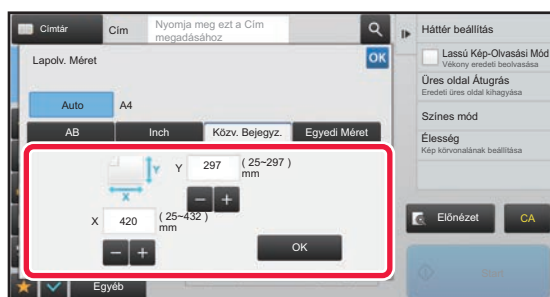 Címtár
Cím
Nyomja meg ezt a Cím
megadásához
Lapolv. Méret
OK
Auto
A4
AB
Inch
Közv. Bejegyz.
Egyedi Méret
Y
X
Y
297
(25~297)
mm
X
420
(25~432)
mm
OK
Egyéb
Háttér beállítás
Lassú Kép-Olvasási Mód
Vékony eredeti beolvasása
Üres oldal Átugrás
Eredeti üres oldal kihagyása
Színes mód
Élesség
Kép körvonalának beállítása
Előnézet
CA
Start